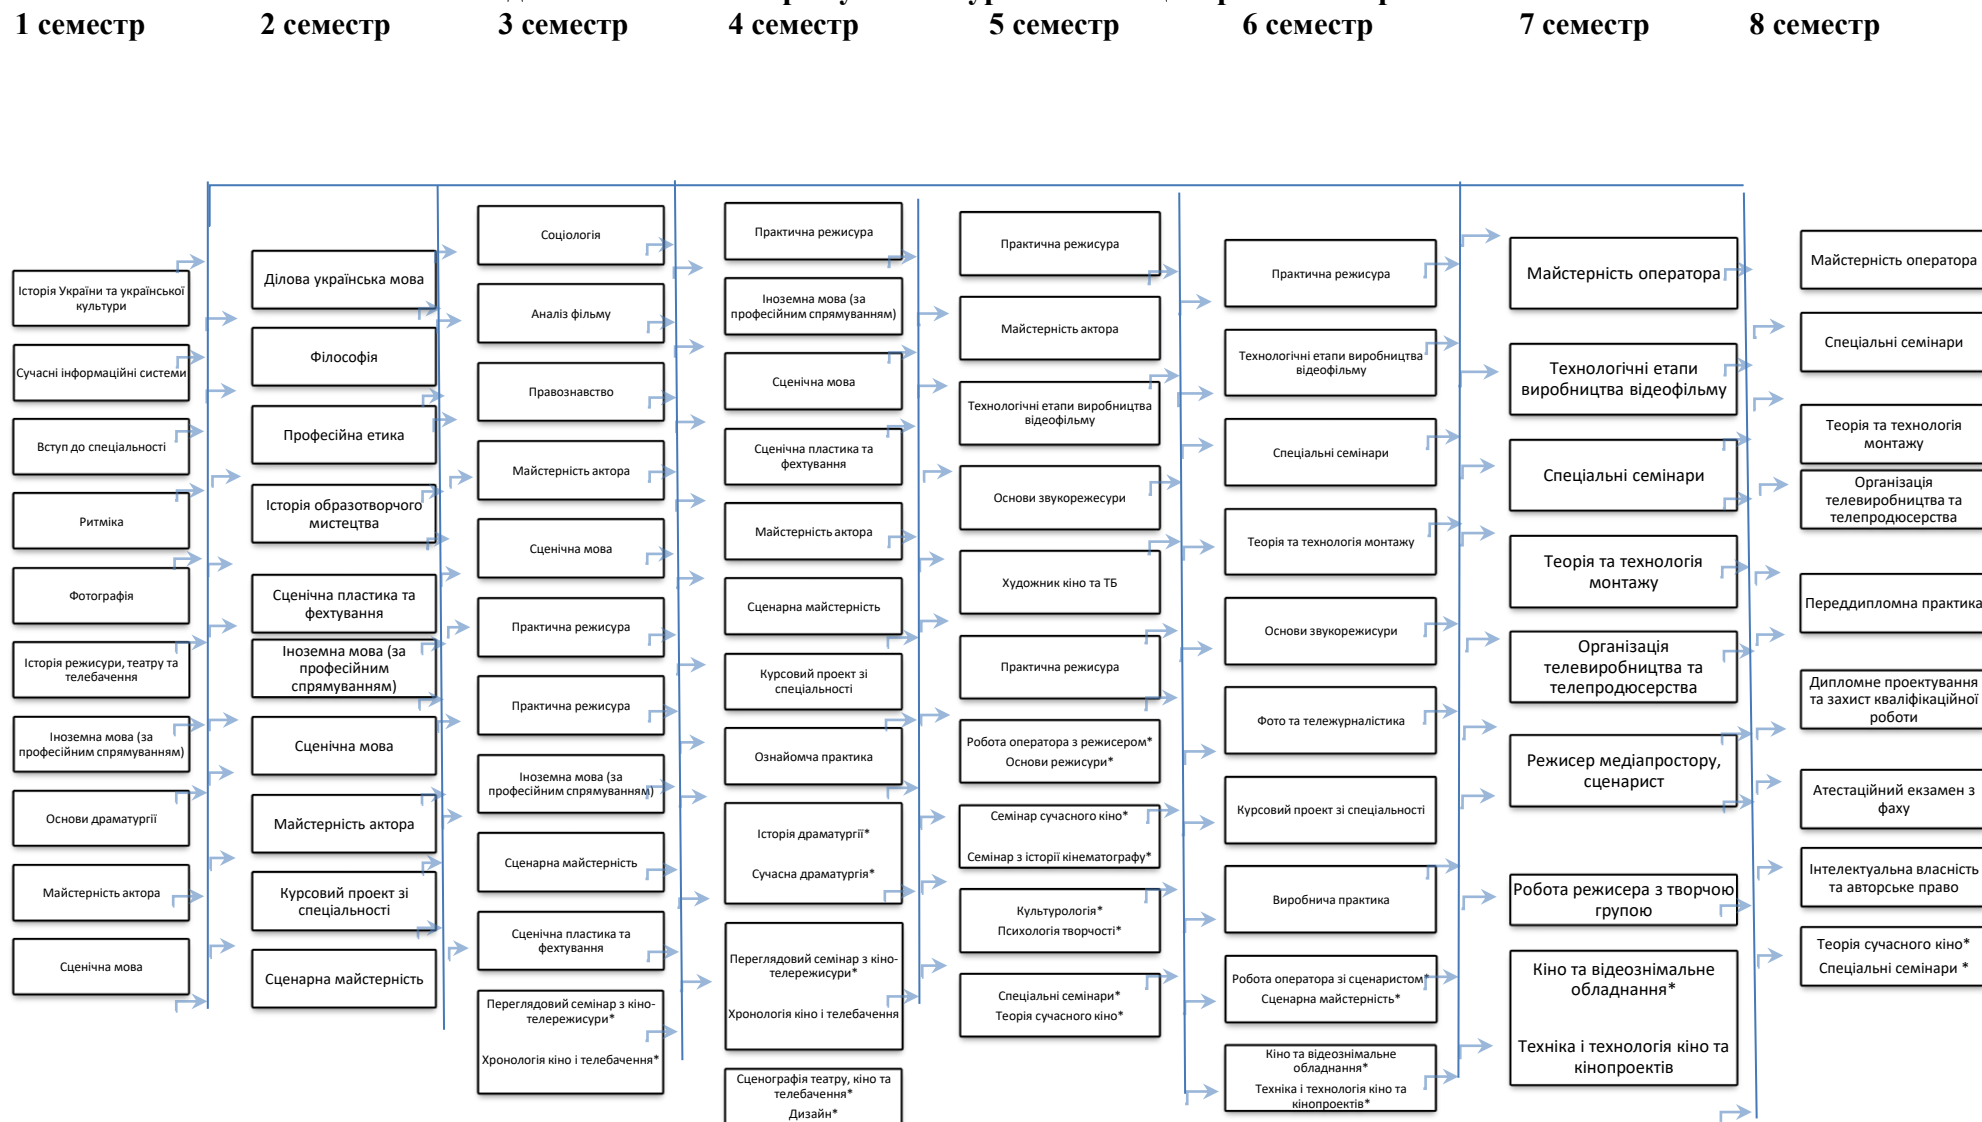 1 семестр
2 семестр
3 семестр
4 семестр
5 семестр
6 семестр
7 семестр
8 семестр
Історія України та української
культури
Сучасні інформаційні системи
Вступ до спеціальності
Ритміка
Фотографія
Історія режисури, театру та
телебачення
Іноземна мова (за
професійним спрямуванням)
Основи драматургії
Майстерність актора
Сценічна мова
Ділова українська мова
Філософія
Професійна етика
Історія образотворчого
мистецтва
Сценічна пластика та
фехтування
Іноземна мова (за
професійним
спрямуванням)
Сценічна мова
Майстерність актора
Курсовий проект зі
спеціальності
Сценарна майстерність
Соціологія
Аналіз фільму
Правознавство
Майстерність актора
Сценічна мова
Практична режисура
Практична режисура
Іноземна мова (за
професійним спрямуванням)
Сценарна майстерність
Сценічна пластика та
фехтування
Переглядовий семінар з кіно-
телережисури*
Хронологія кіно і телебачення*
Практична режисура
Іноземна мова (за
професійним спрямуванням)
Сценічна мова
Сценічна пластика та
фехтування
Майстерність актора
Сценарна майстерність
Курсовий проект зі
спеціальності
Ознайомча практика
Історія драматургії*
Сучасна драматургія*
Переглядовий семінар з кіно-
телережисури*
Хронологія кіно і телебачення
Сценографія театру, кіно та
телебачення*
Дизайн*
Практична режисура
Майстерність актора
Технологічні етапи виробництва
відеофільму
Основи звукорежесури
Художник кіно та ТБ
Практична режисура
Робота оператора з режисером*
Основи режисури*
Семінар сучасного кіно*
Семінар з історії кінематографу*
Культурологія*
Психологія творчості*
Спеціальні семінари*
Теорія сучасного кіно*
Практична режисура
Технологічні етапи виробництва
відеофільму
Спеціальні семінари
Теорія та технологія монтажу
Основи звукорежисури
Фото та тележурналістика
Курсовий проект зі спеціальності
Виробнича практика
Робота оператора зі сценаристом*
Сценарна майстерність*
Кіно та відеознімальне
обладнання*
Техніка і технологія кіно та
кінопроектів*
Майстерність оператора
Технологічні етапи
виробництва відеофільму
Спеціальні семінари
Теорія та технологія
монтажу
Організація
телевиробництва та
телепродюсерства
Режисер медіапростору,
сценарист
Робота режисера з творчою
групою
Кіно та відеознімальне
обладнання*
Техніка і технологія кіно та
кінопроектів
Майстерність оператора
Спеціальні семінари
Теорія та технологія
монтажу
Організація
телевиробництва та
телепродюсерства
Переддипломна практика
Дипломне проектування
та захист кваліфікаційної
роботи
Атестаційний екзамен з
фаху
Інтелектуальна власність
та авторське право
Теорія сучасного кіно*
Спеціальні семінари *